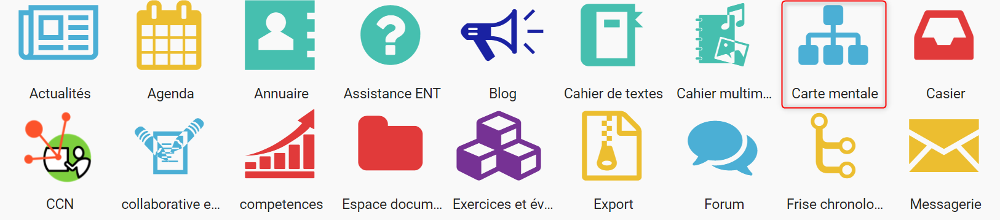 Actualités
Agenda
Annuaire
Assistance ENT
Blog
Cahier de textes
Cahier multim...
Carte mentale
Casier
CCN
collaborative e...
competences
Espace docum...
Exercices et év...
Export
Forum
Frise chronolo...
Messagerie